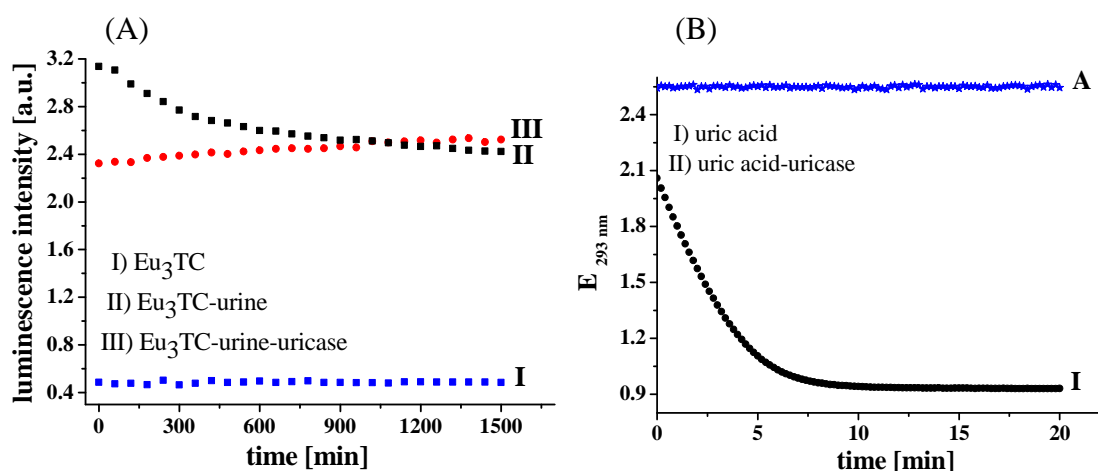 (A)
luminescence intensity [a.u.]
3.2
2.8
2.4
2.0
1.6
1.2
0.8
0.4
III
II
I) Eu3TC
II) Eu3TC-urine
III) Eu3TC-urine-uricase
I
0 300 600 900 1200 1500
time [min]
(B)
E 293 nm
2.4
2.1
1.8
1.5
1.2
0.9
A
I) uric acid
II) uric acid-uricase
I
0 5 10 15 20
time [min]